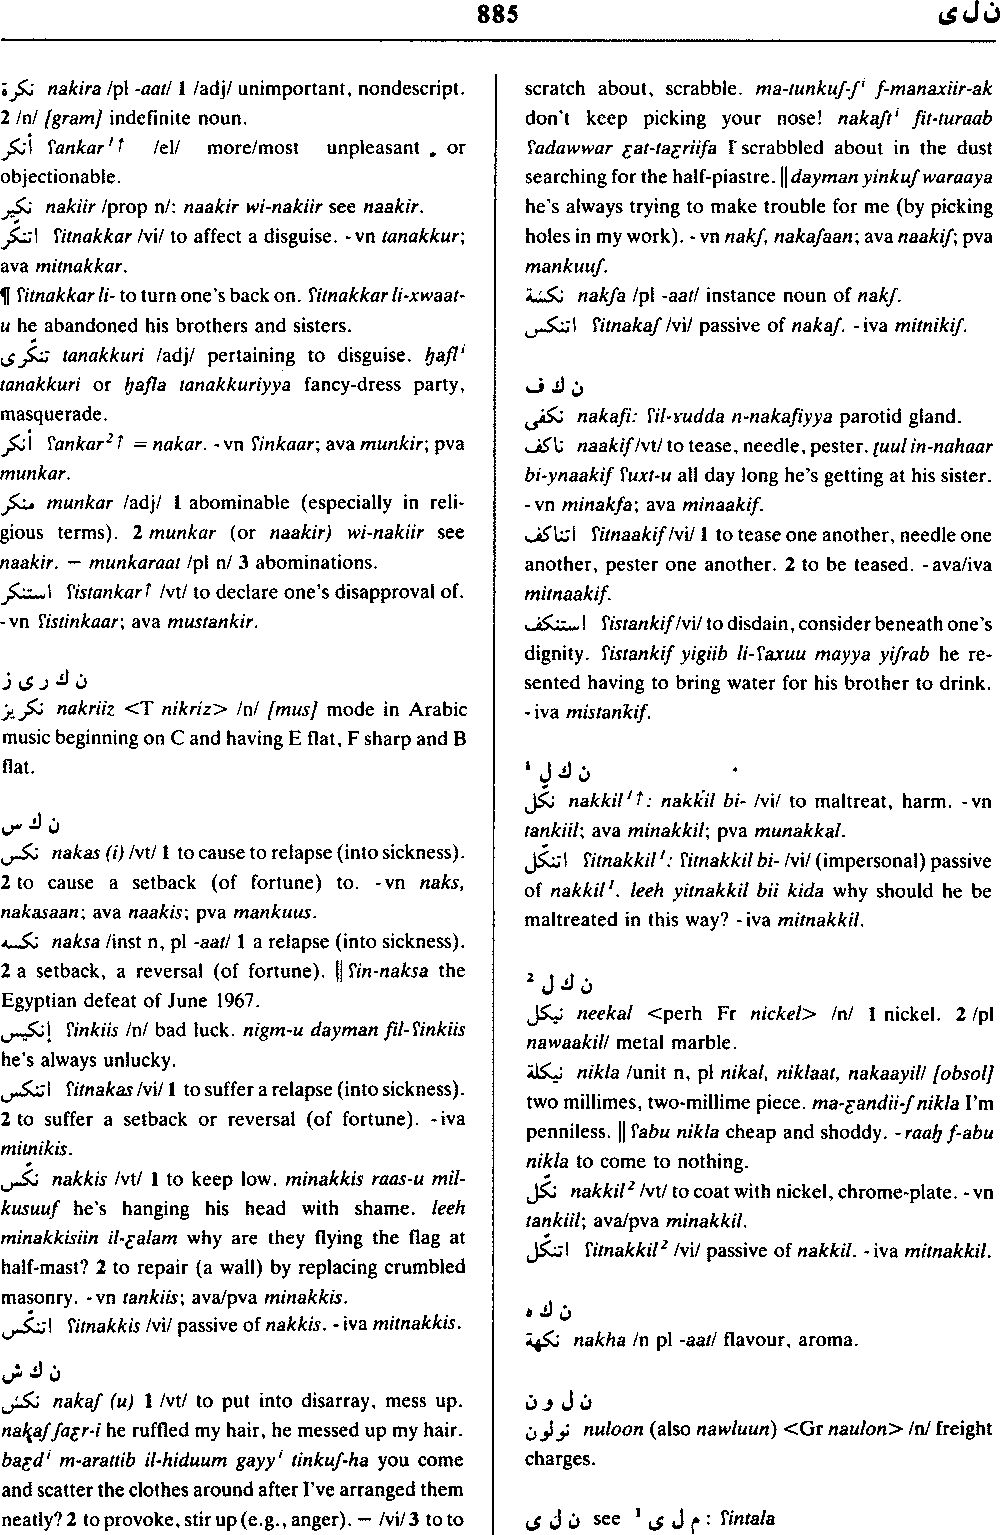 885
ن ل ى
نكرة nakira /pl -aat/ 1 /adj/ unimportant, nondescript.
2 /n/ [gram] indefinite noun.
أنكر ʕankar¹↑ /el/ more/most unpleasant or
objectionable.
نكير nakiir /prop n/: naakir wi-nakiir see naakir.
اتنكّر ʕitnakkar /vi/ to affect a disguise. -vn tanakkur;
ava mitnakkar.
¶ ʕitnakkar li- to turn one's back on. ʕitnakkar li-xwaat-
u he abandoned his brothers and sisters.
تنكّرى tanakkuri /adj/ pertaining to disguise. ḥaflⁱ
tanakkuri or ḥafla tanakkuriyya fancy-dress party,
masquerade.
أنكر ʕankar²↑ = nakar. -vn ʕinkaar; ava munkir; pva
munkar.
منكر munkar /adj/ 1 abominable (especially in reli-
gious terms). 2 munkar (or naakir) wi-nakiir see
naakir. — munkaraat /pl n/ 3 abominations.
استنكر ʕistankar↑ /vt/ to declare one's disapproval of.
-vn ʕistinkaar; ava mustankir.
ن ك ر ى ز
نكريز nakriiz <T nikriz> /n/ [mus] mode in Arabic
music beginning on C and having E flat, F sharp and B
flat.
ن ك س
نكس nakas (i) /vt/ 1 to cause to relapse (into sickness).
2 to cause a setback (of fortune) to. -vn naks,
nakasaan; ava naakis; pva mankuus.
نكسه naksa /inst n, pl -aat/ 1 a relapse (into sickness).
2 a setback, a reversal (of fortune). || ʕin-naksa the
Egyptian defeat of June 1967.
إنكيس ʕinkiis /n/ bad luck. nigm-u dayman fil-ʕinkiis
he's always unlucky.
اتنكس ʕitnakas /vi/ 1 to suffer a relapse (into sickness).
2 to suffer a setback or reversal (of fortune). -iva
mitnikis.
نكّس nakkis /vt/ 1 to keep low. minakkis raas-u mil-
kusuuf he's hanging his head with shame. leeh
minakkisiin il-ƹalam why are they flying the flag at
half-mast? 2 to repair (a wall) by replacing crumbled
masonry. -vn tankiis; ava/pva minakkis.
اتنكّس ʕitnakkis /vi/ passive of nakkis. -iva mitnakkis.
ن ك ش
نكش nakaʃ (u) 1 /vt/ to put into disarray, mess up.
nakaʃ ʃaƹr-i he ruffled my hair, he messed up my hair.
baƹdⁱ m-arattib il-hiduum gayyⁱ tinkuʃ-ha you come
and scatter the clothes around after I've arranged them
neatly? 2 to provoke, stir up (e.g., anger). — /vi/ 3 to to
scratch about, scrabble. ma-tunkuʃ-ʃⁱ f-manaxiir-ak
don't keep picking your nose! nakaʃtⁱ fit-turaab
ʕadawwar ƹat-taƹriifa I scrabbled about in the dust
searching for the half-piastre. || dayman yinkuʃ waraaya
he's always trying to make trouble for me (by picking
holes in my work). -vn nakʃ, nakaʃaan; ava naakiʃ; pva
mankuuʃ.
نكشة nakʃa /pl -aat/ instance noun of nakʃ.
اتنكش ʕitnakaʃ /vi/ passive of nakaʃ. -iva mitnikiʃ.
ن ك ف
نكفى nakafi: ʕil-ɣudda n-nakafiyya parotid gland.
ناكف naakif /vt/ to tease, needle, pester. ṭuul in-nahaar
bi-ynaakif ʕuxt-u all day long he's getting at his sister.
-vn minakfa; ava minaakif.
اتناكف ʕitnaakif /vi/ 1 to tease one another, needle one
another, pester one another. 2 to be teased. -ava/iva
mitnaakif.
استنكف ʕistankif /vi/ to disdain, consider beneath one's
dignity. ʕistankif yigiib li-ʕaxuu mayya yiʃrab he re-
sented having to bring water for his brother to drink.
-iva mistankif.
¹ ن ك ل
نكّل nakkil¹↑: nakkil bi- /vi/ to maltreat, harm. -vn
tankiil; ava minakkil; pva munakkal.
اتنكّل ʕitnakkil¹: ʕitnakkil bi- /vi/ (impersonal) passive
of nakkil¹. leeh yitnakkil bii kida why should he be
maltreated in this way? -iva mitnakkil.
² ن ك ل
نيكل neekal <perh Fr nickel> /n/ 1 nickel. 2 /pl
nawaakil/ metal marble.
نيكلة nikla /unit n, pl nikal, niklaat, nakaayil/ [obsol]
two millimes, two-millime piece. ma-ƹandii-ʃ nikla I'm
penniless. || ʕabu nikla cheap and shoddy. -raaḥ f-abu
nikla to come to nothing.
نكّل nakkil² /vt/ to coat with nickel, chrome-plate. -vn
tankiil; ava/pva minakkil.
اتنكّل ʕitnakkil² /vi/ passive of nakkil. -iva mitnakkil.
ن ك ه
نكهة nakha /n pl -aat/ flavour, aroma.
ن ل و ن
نولون nuloon (also nawluun) <Gr naulon> /n/ freight
charges.
ن ل ى see ¹ م ل ى : ʕintala